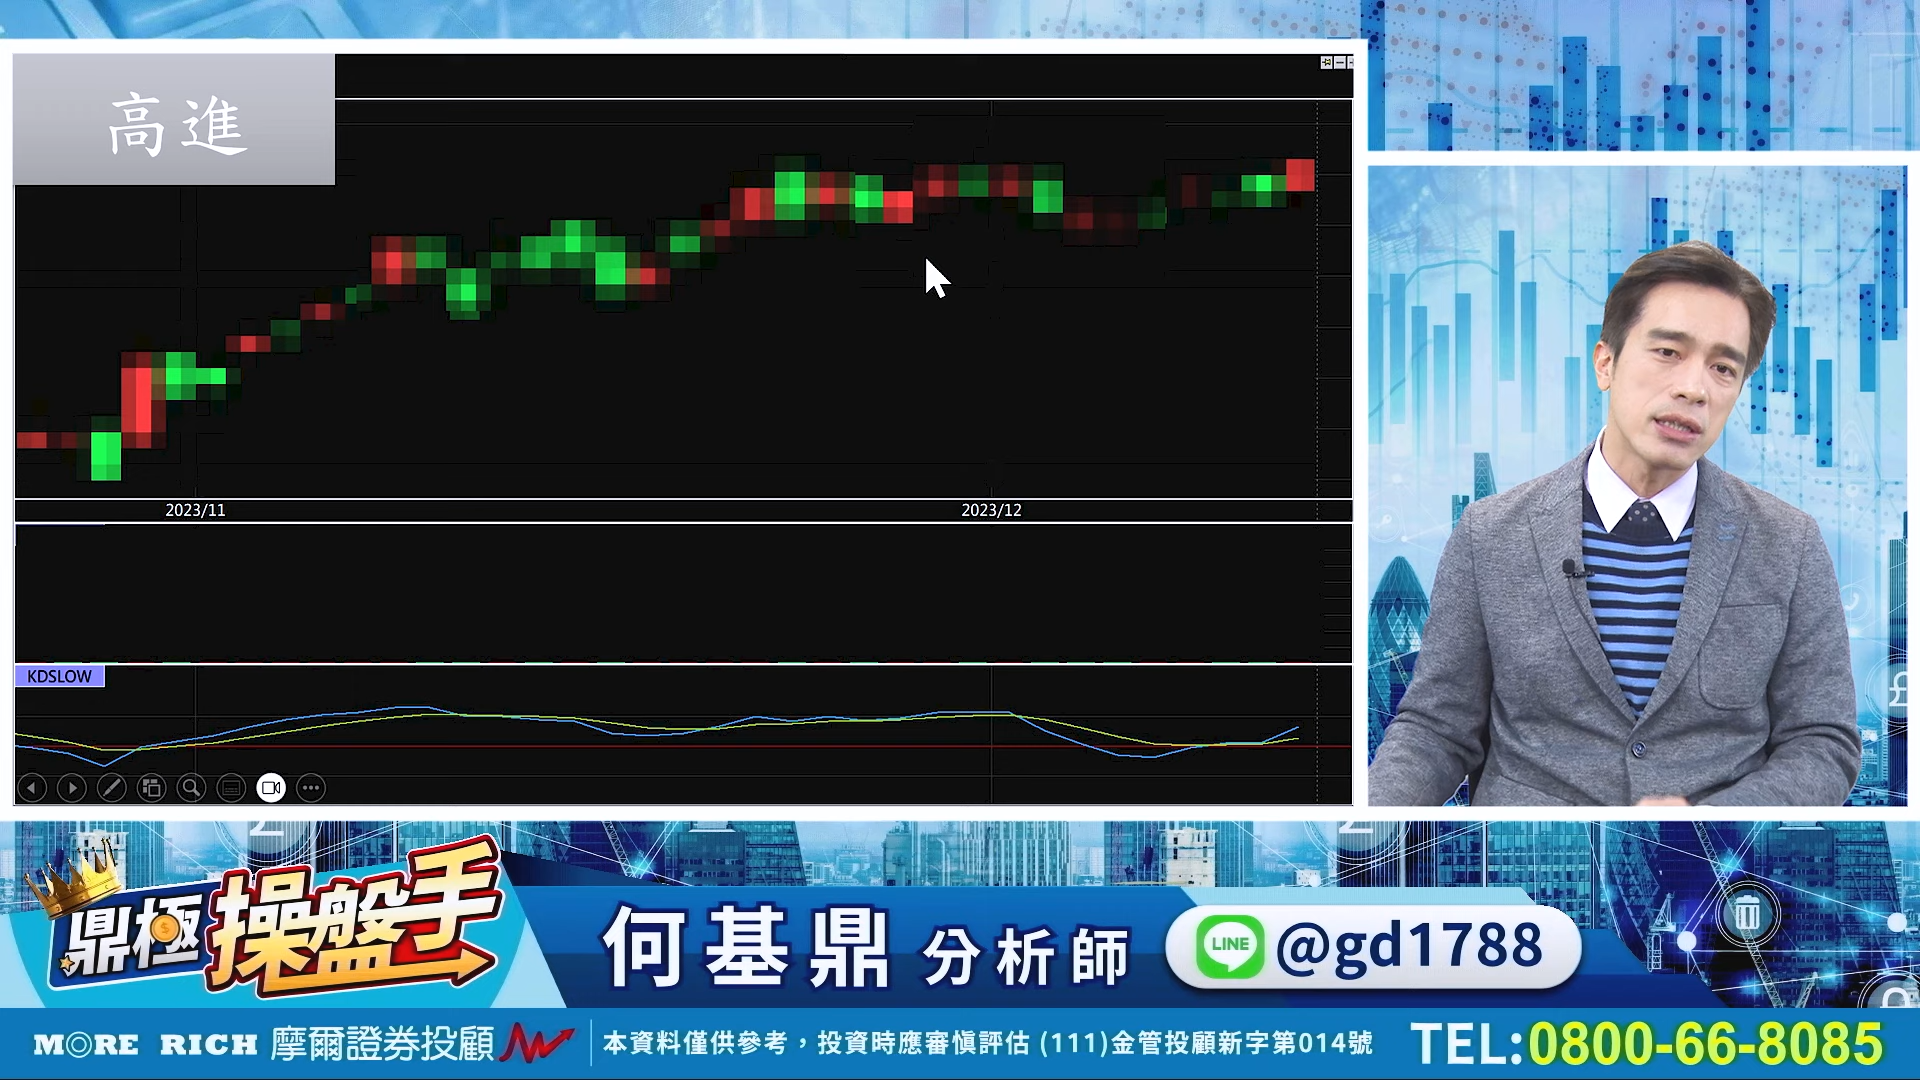 高進
2023/11
2023/12
KDSLOW
鼎極操盤手
何基鼎 分析師
LINE @gd1788
MORE RICH 摩爾證券投顧
本資料僅供參考,投資時應審慎評估 (111)金管投顧新字第014號
TEL:0800-66-8085